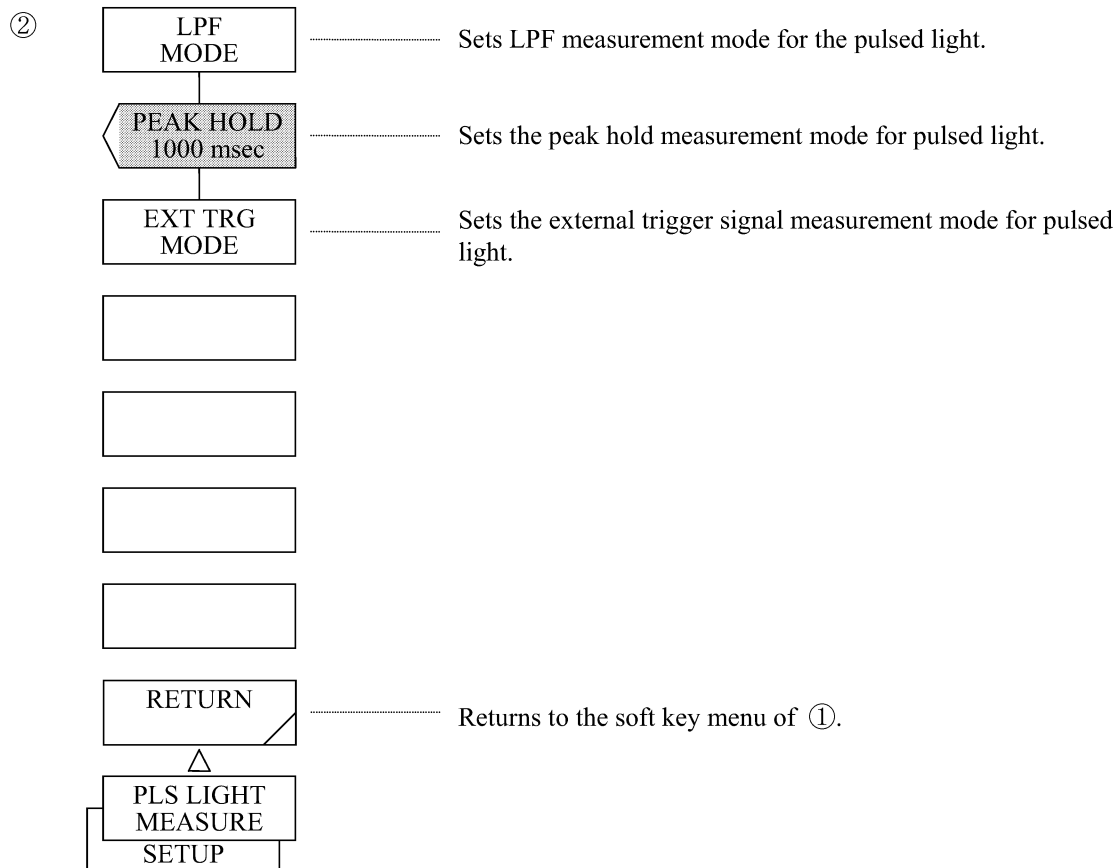 ②
LPF
MODE
Sets LPF measurement mode for the pulsed light.
PEAK HOLD
1000 msec
Sets the peak hold measurement mode for pulsed light.
EXT TRG
MODE
Sets the external trigger signal measurement mode for pulsed
light.
RETURN
Returns to the soft key menu of ①.
PLS LIGHT
MEASURE
SETUP